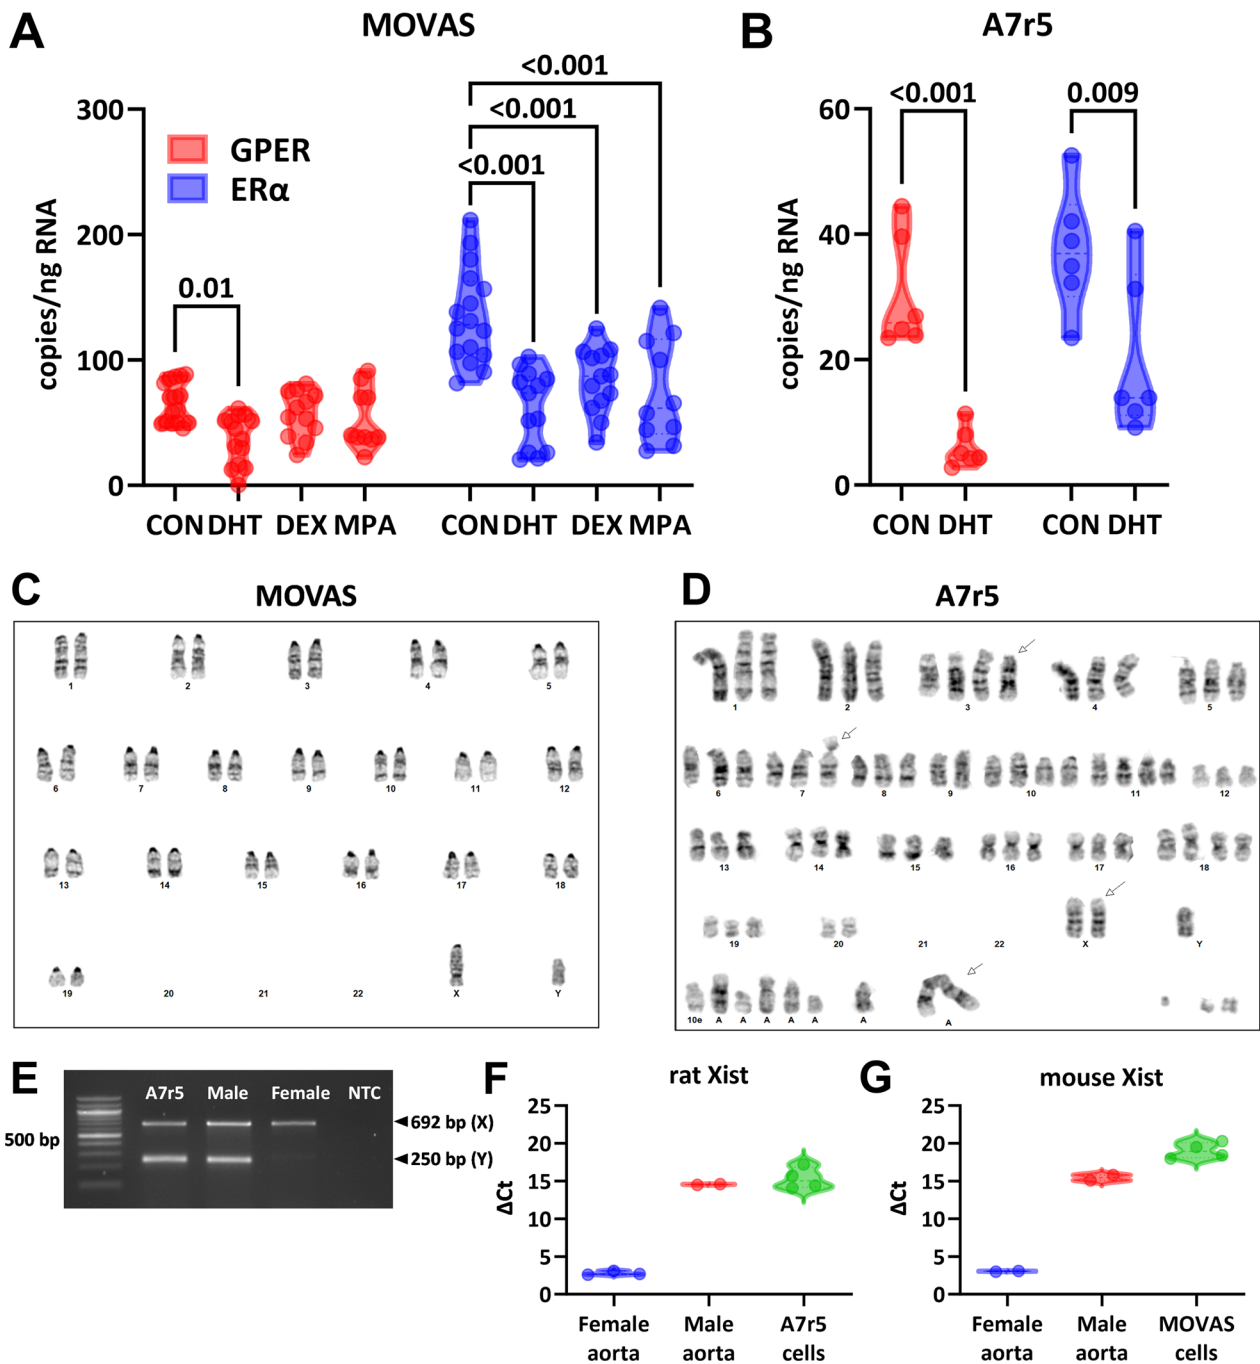 A
MOVAS
B
A7r5
<0.001
<0.001
<0.001
0.01
300
200
100
0
copies/ng RNA
GPER
ERα
CON DHT DEX MPA CON DHT DEX MPA
<0.001
0.009
60
40
20
0
copies/ng RNA
CON DHT CON DHT
C
MOVAS
1 2 3 4 5
6 7 8 9 10 11 12
13 14 15 16 17 18
19 20 21 22 X Y
D
A7r5
1 2 3 4 5
6 7 8 9 10 11 12
13 14 15 16 17 18
19 20 21 22 X Y
10e A A A A A A A
E
A7r5 Male Female NTC
500 bp
692 bp (X)
250 bp (Y)
F
rat Xist
25
20
15
10
5
0
ΔCt
Female aorta
Male aorta
A7r5 cells
G
mouse Xist
25
20
15
10
5
0
ΔCt
Female aorta
Male aorta
MOVAS cells